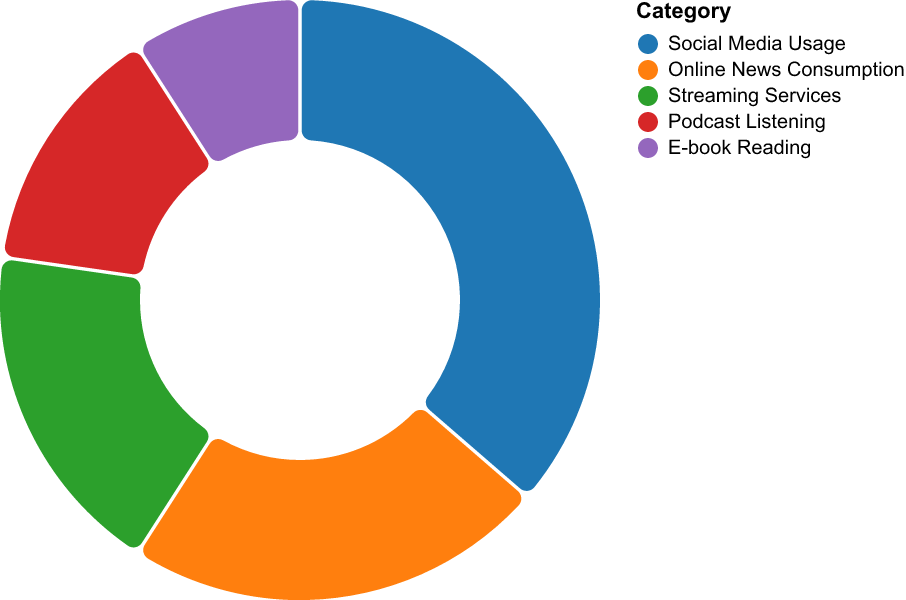 Category
Social Media Usage
Online News Consumption
Streaming Services
Podcast Listening
E-book Reading